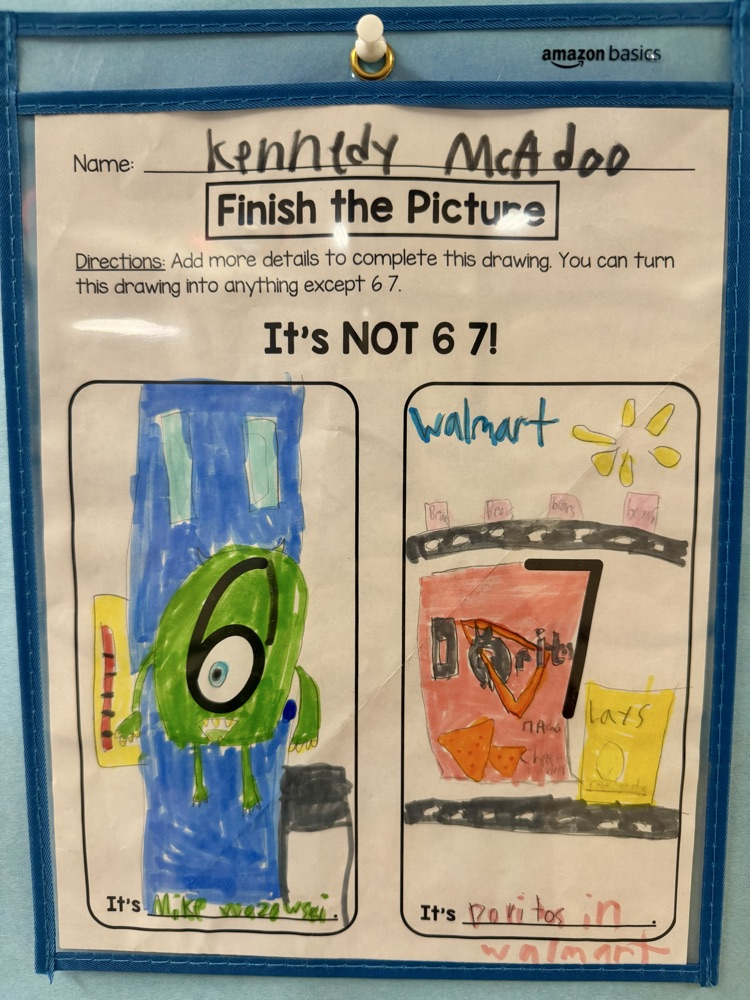 amazon basics
Name: Kennedy McAdoo
Finish the Picture
Directions: Add more details to complete this drawing. You can turn
this drawing into anything except 6 7.
It's NOT 6 7!
6
It's Mike wazowski.
walmart
7
Doritos
NACHO
Lays
It's Doritos in
walmart